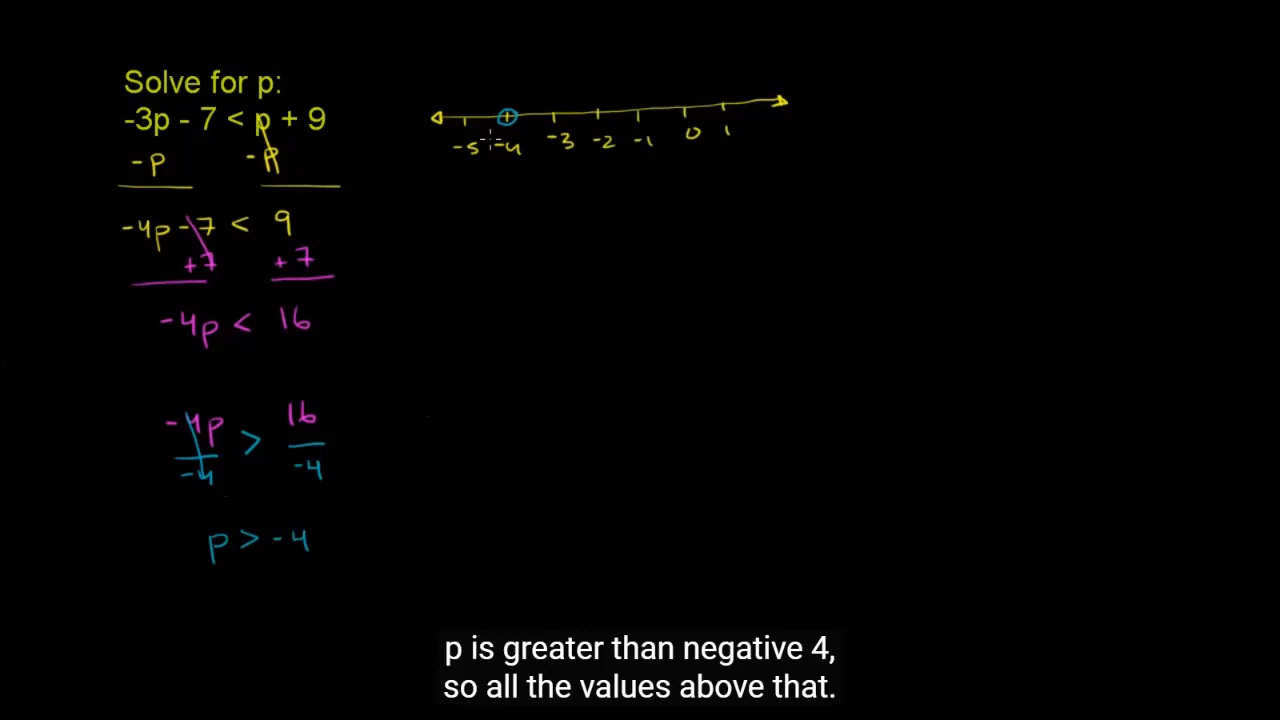 Solve for p:
-3p - 7 < p + 9
-p -p
-4p - 7 < 9
+7 +7
-4p < 16
-4p > 16
-4 -4
p > -4
-5 -4 -3 -2 -1 0 1
p is greater than negative 4,
so all the values above that.